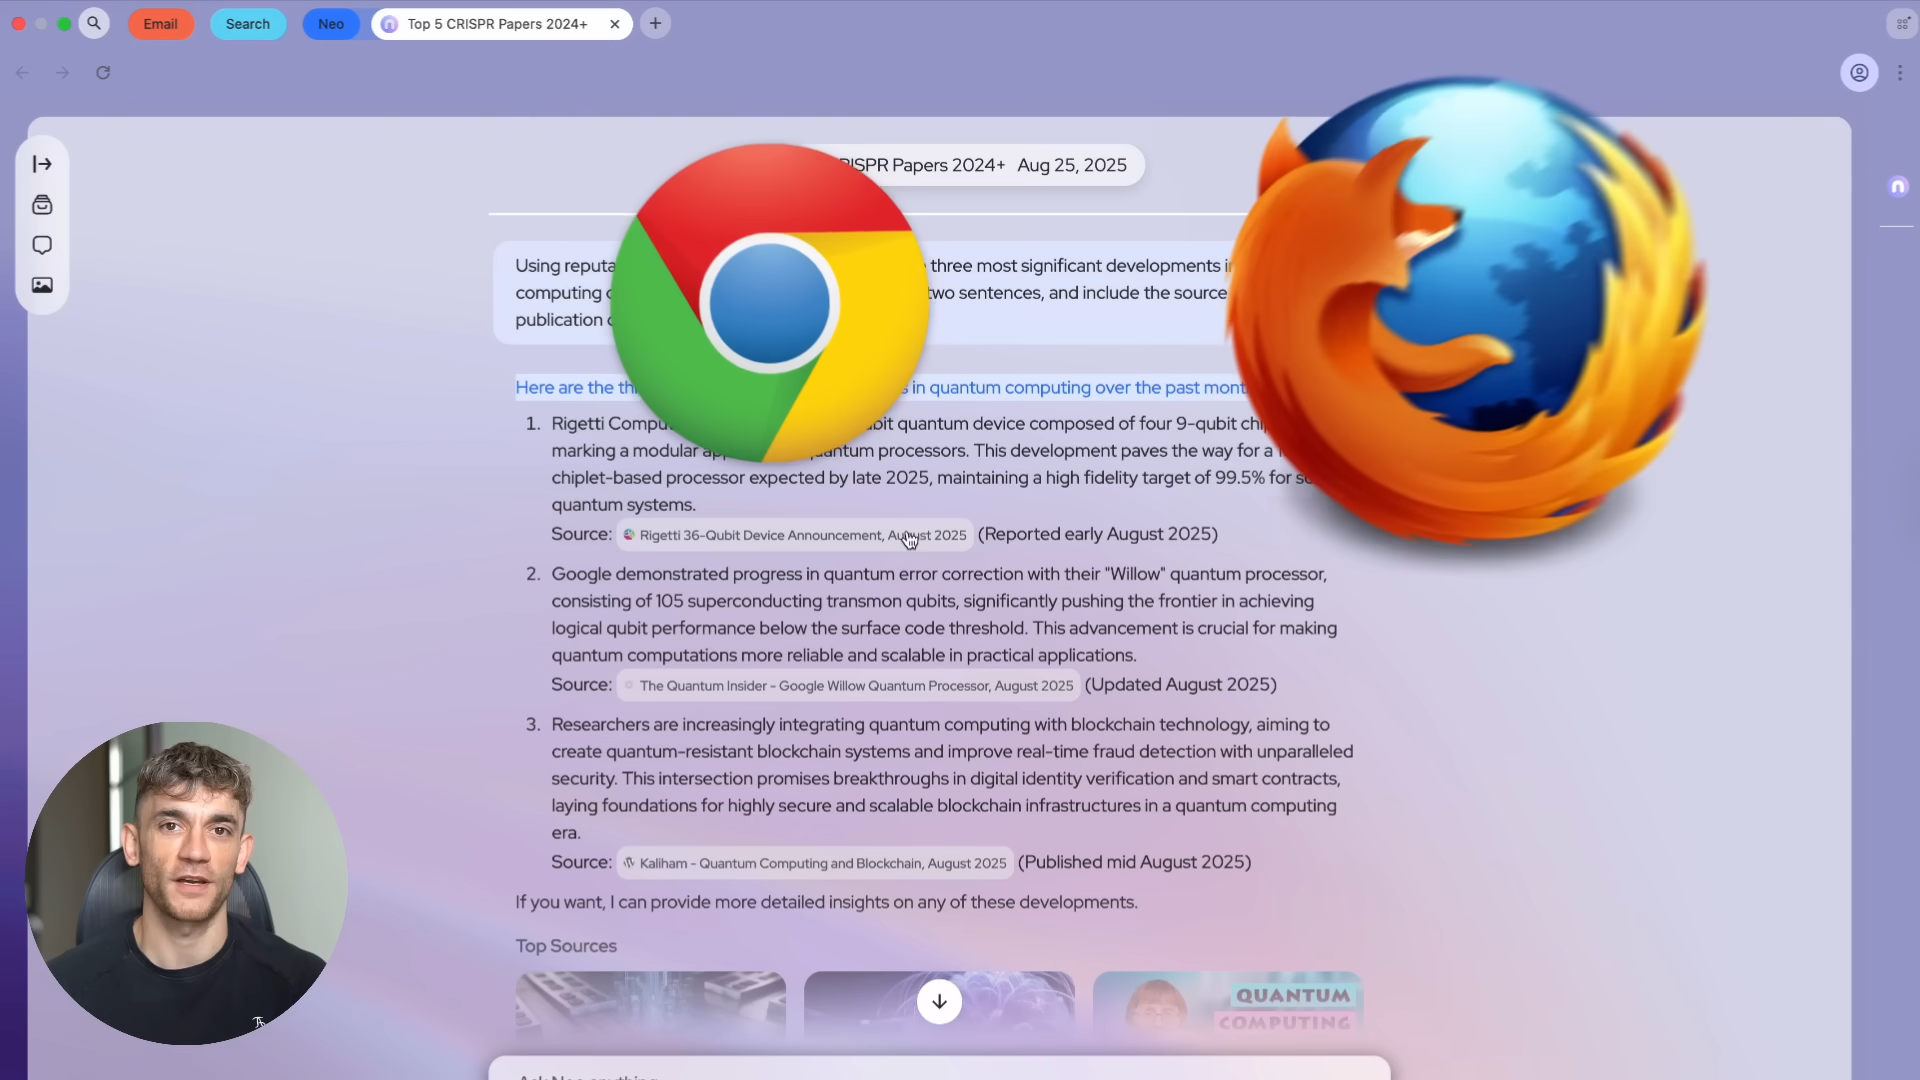 Email Search Neo Top 5 CRISPR Papers 2024+
RISPR Papers 2024+ Aug 25, 2025
Using three most significant developments
computing two sentences, and include the source
publication
Here are the in quantum computing over the past
Rigetti quantum device composed of four 9-qubit
1.
marking a modular processors. This development paves the way for a
chiplet-based processor expected by late 2025, maintaining a high fidelity target of 99.5% for
quantum systems.
Source: Rigetti 36-Qubit Device Announcement, August 2025 (Reported early August 2025)
2. Google demonstrated progress in quantum error correction with their "Willow" quantum processor,
consisting of 105 superconducting transmon qubits, significantly pushing the frontier in achieving
logical qubit performance below the surface code threshold. This advancement is crucial for making
quantum computations more reliable and scalable in practical applications.
Source: The Quantum Insider - Google Willow Quantum Processor, August 2025 (Updated August 2025)
3. Researchers are increasingly integrating quantum computing with blockchain technology, aiming to
create quantum-resistant blockchain systems and improve real-time fraud detection with unparalleled
security. This intersection promises breakthroughs in digital identity verification and smart contracts,
laying foundations for highly secure and scalable blockchain infrastructures in a quantum computing
era.
Source: Kaliham - Quantum Computing and Blockchain, August 2025 (Published mid August 2025)
If you want, I can provide more detailed insights on any of these developments.
Top Sources
QUANTUM
COMPUTING